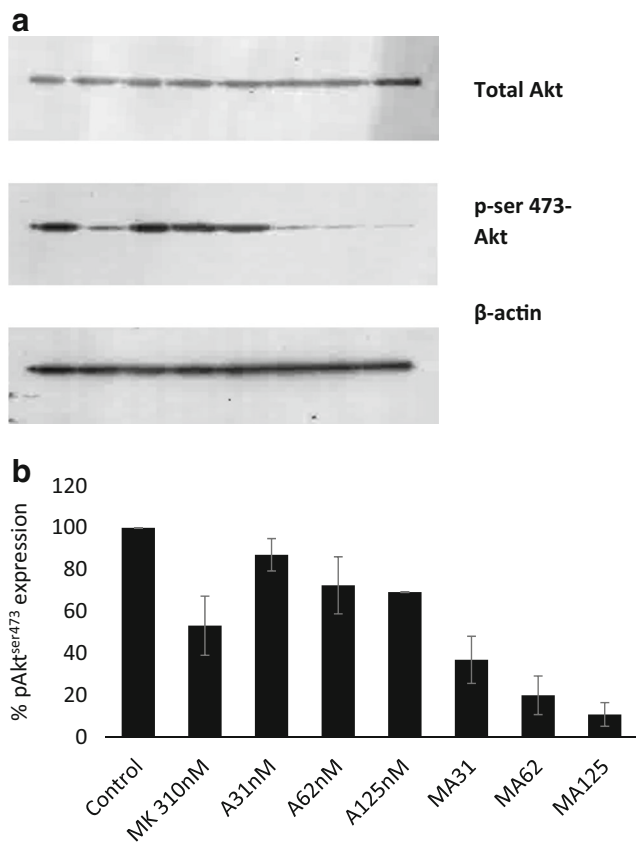 a
Total Akt
p-ser 473-
Akt
β-actin
b
% pAktser473 expression
120
100
80
60
40
20
0
Control
MK 310nM
A31nM
A62nM
A125nM
MA31
MA62
MA125